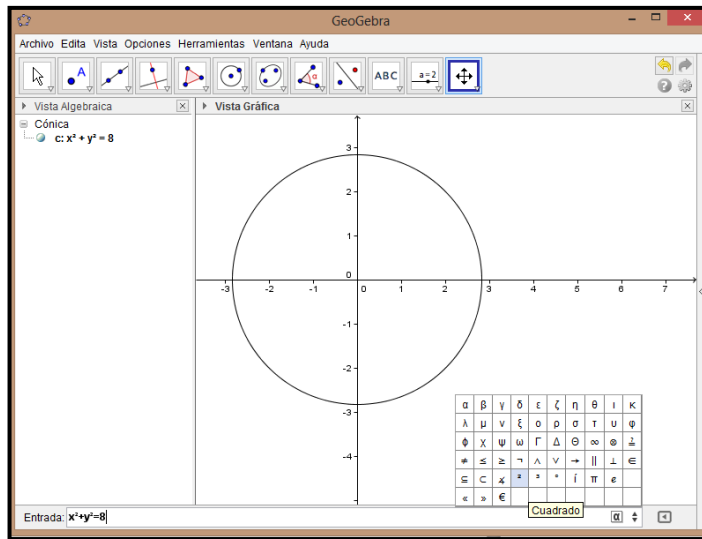 GeoGebra
Archivo Edita Vista Opciones Herramientas Ventana Ayuda
A α ABC a=2
Vista Algebraica
Vista Gráfica
Cónica
c: x² + y² = 8
3
2
1
0
-3 -2 -1 0 1 2 3 4 5 6 7
-1
-2
-3
-4
α β γ δ ε ζ η θ ι κ
λ μ ν ξ ο ρ σ τ υ φ
ϕ χ ψ ω Γ Δ Θ ∞ ⊗ ≟
≠ ≤ ≥ ¬ ∧ ∨ → ∥ ⊥ ∈
⊆ ⊂ ∡ ² ³ ° í π ℯ
« » €
Cuadrado
Entrada: x²+y²=8
α